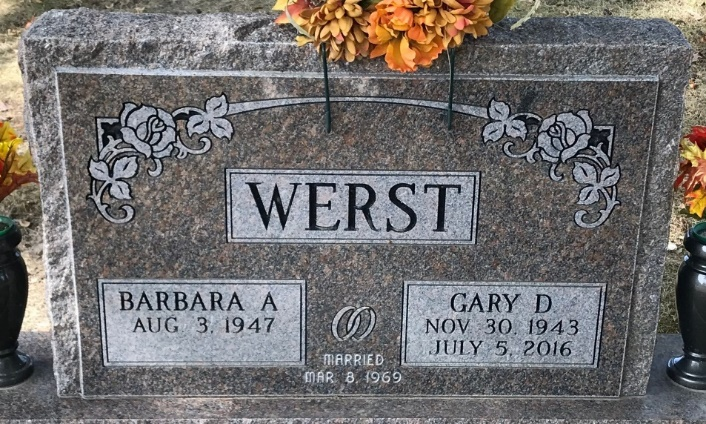 WERST
BARBARA A
AUG 3, 1947
GARY D
NOV 30, 1943
JULY 5, 2016
MARRIED
MAR 8, 1969